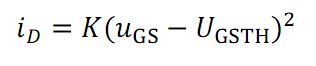 i_D = K(u_GS − U_GSTH)²